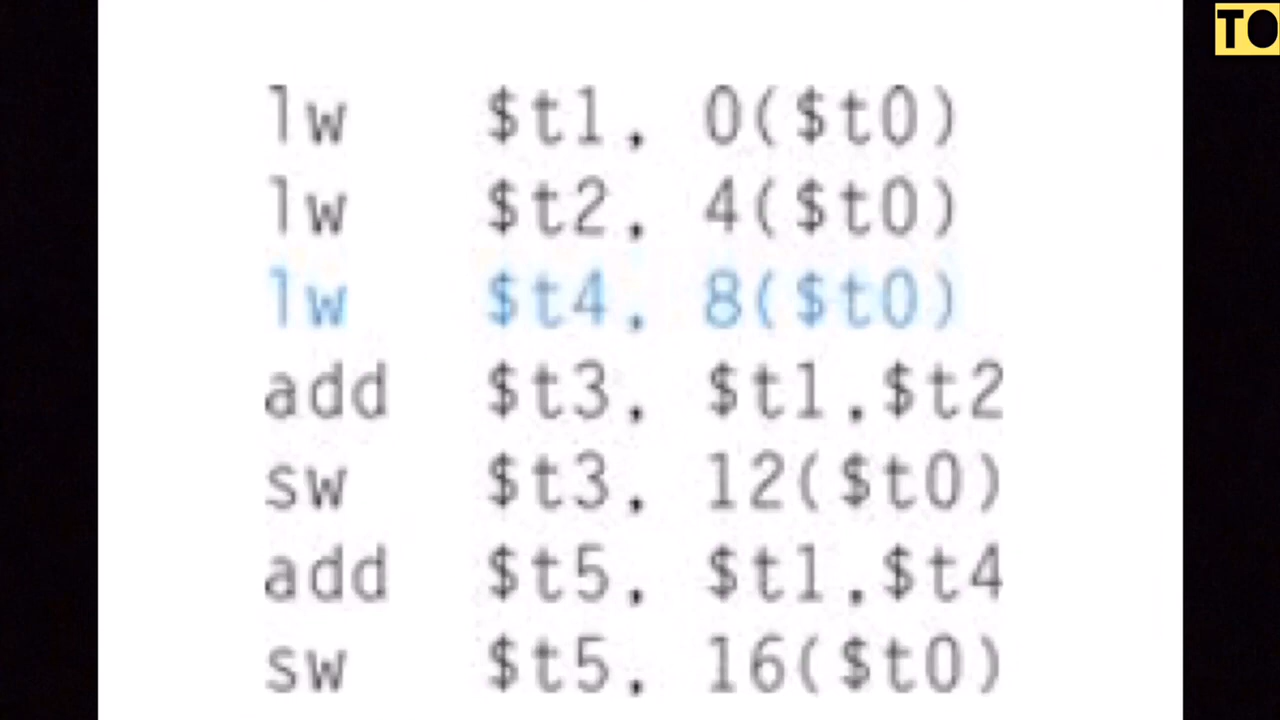 TO
lw $t1, 0($t0)
lw $t2, 4($t0)
lw $t4, 8($t0)
add $t3, $t1,$t2
sw $t3, 12($t0)
add $t5, $t1,$t4
sw $t5, 16($t0)